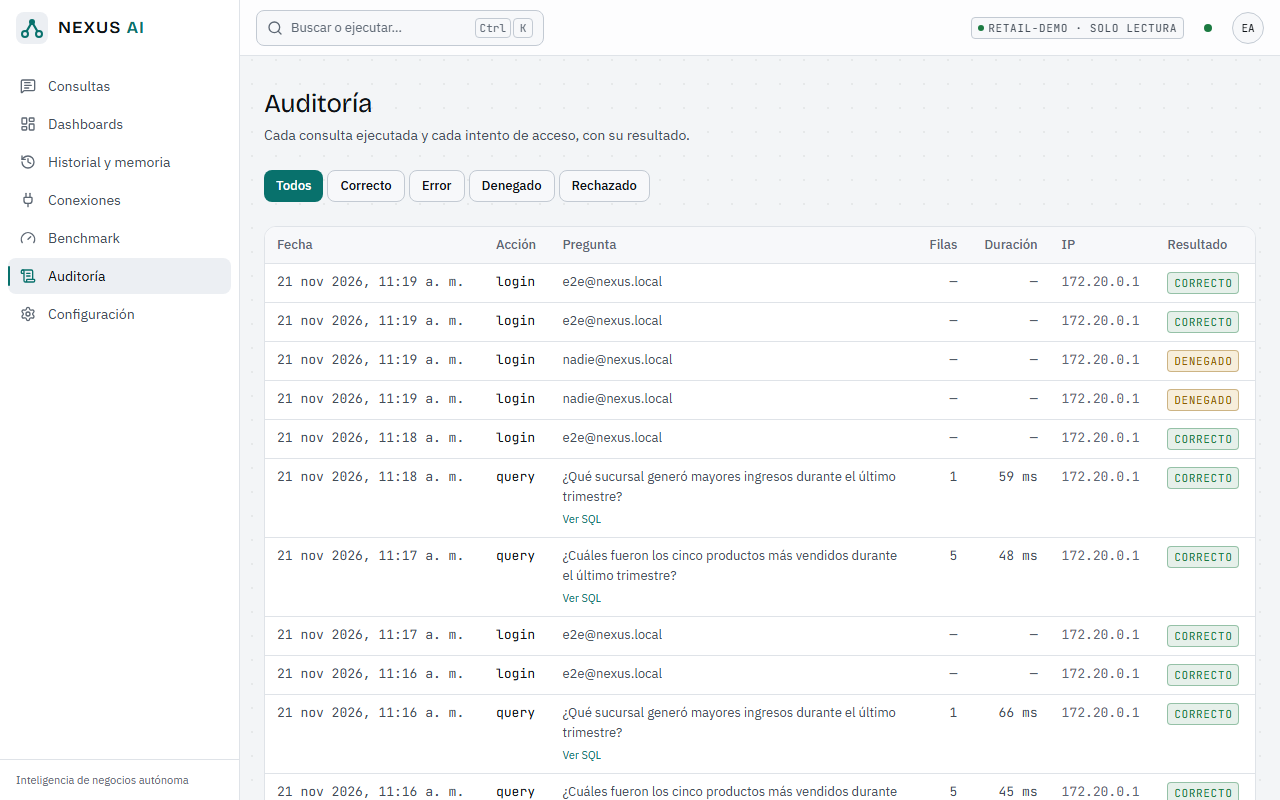 NEXUS AI
Buscar o ejecutar...
Ctrl K
RETAIL-DEMO · SOLO LECTURA
EA
Consultas
Dashboards
Historial y memoria
Conexiones
Benchmark
Auditoría
Configuración
Inteligencia de negocios autónoma
Auditoría
Cada consulta ejecutada y cada intento de acceso, con su resultado.
Todos Correcto Error Denegado Rechazado
Fecha Acción Pregunta Filas Duración IP Resultado
21 nov 2026, 11:19 a. m. login e2e@nexus.local — — 172.20.0.1 CORRECTO
21 nov 2026, 11:19 a. m. login e2e@nexus.local — — 172.20.0.1 CORRECTO
21 nov 2026, 11:19 a. m. login nadie@nexus.local — — 172.20.0.1 DENEGADO
21 nov 2026, 11:19 a. m. login nadie@nexus.local — — 172.20.0.1 DENEGADO
21 nov 2026, 11:18 a. m. login e2e@nexus.local — — 172.20.0.1 CORRECTO
21 nov 2026, 11:18 a. m. query ¿Qué sucursal generó mayores ingresos durante el último 1 59 ms 172.20.0.1 CORRECTO
trimestre?
Ver SQL
21 nov 2026, 11:17 a. m. query ¿Cuáles fueron los cinco productos más vendidos durante 5 48 ms 172.20.0.1 CORRECTO
el último trimestre?
Ver SQL
21 nov 2026, 11:17 a. m. login e2e@nexus.local — — 172.20.0.1 CORRECTO
21 nov 2026, 11:16 a. m. login e2e@nexus.local — — 172.20.0.1 CORRECTO
21 nov 2026, 11:16 a. m. query ¿Qué sucursal generó mayores ingresos durante el último 1 66 ms 172.20.0.1 CORRECTO
trimestre?
Ver SQL
21 nov 2026, 11:16 a. m. query ¿Cuáles fueron los cinco productos más vendidos durante 5 45 ms 172.20.0.1 CORRECTO